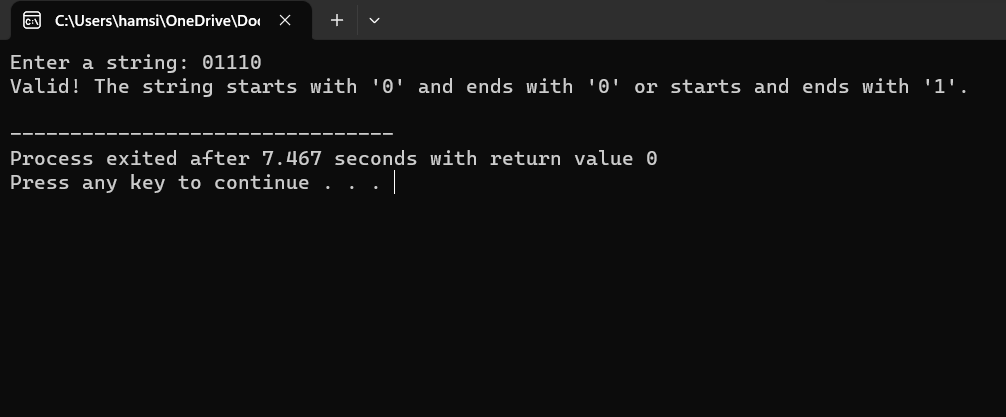 C:\Users\hamsi\OneDrive\Doc
Enter a string: 01110
Valid! The string starts with '0' and ends with '0' or starts and ends with '1'.
--------------------------------
Process exited after 7.467 seconds with return value 0
Press any key to continue . . .